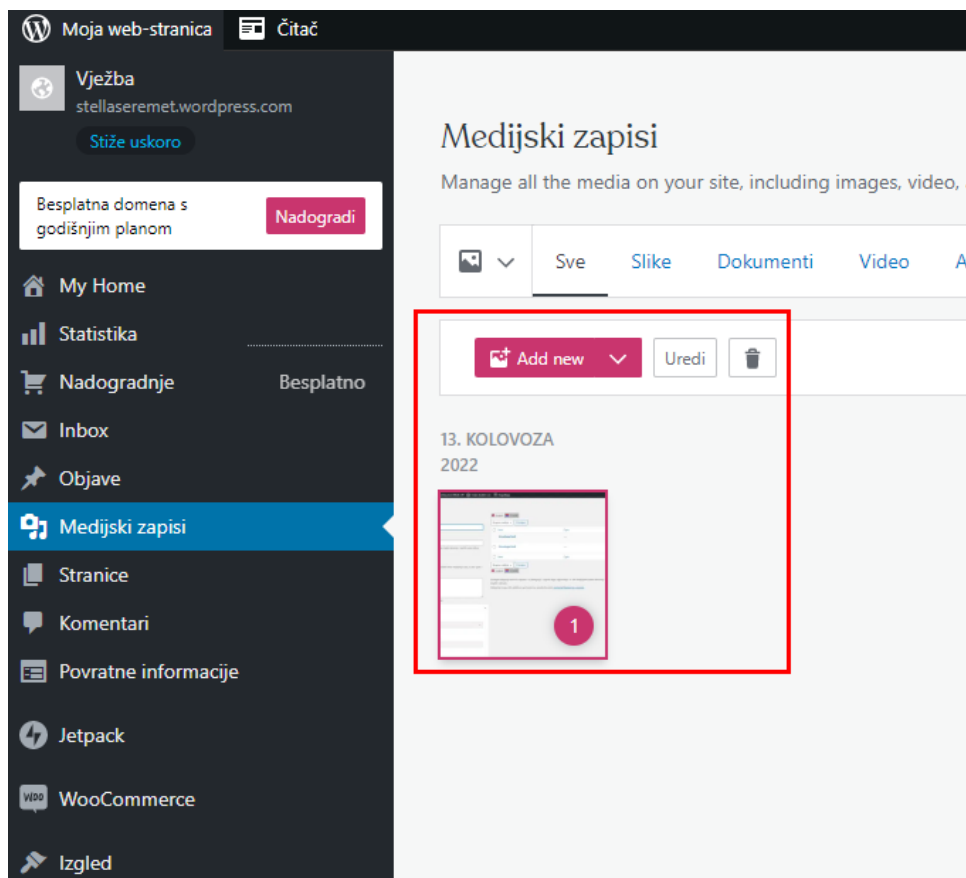 Moja web-stranica Čitač
Vježba
stellaseremet.wordpress.com
Stiže uskoro
Besplatna domena s
godišnjim planom
Nadogradi
My Home
Statistika
Nadogradnje Besplatno
Inbox
Objave
Medijski zapisi
Stranice
Komentari
Povratne informacije
Jetpack
WooCommerce
Izgled
Medijski zapisi
Manage all the media on your site, including images, video,
Sve Slike Dokumenti Video A
Add new Uredi
13. KOLOVOZA
2022
1